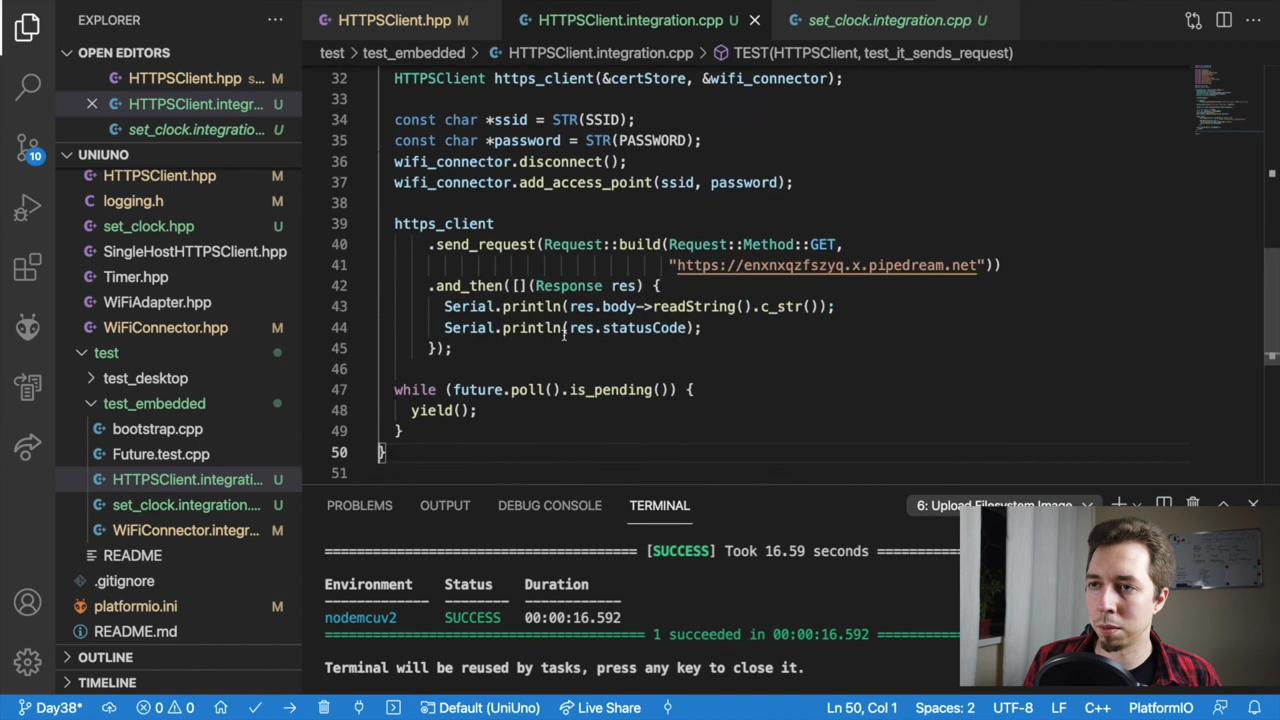 EXPLORER
HTTPSClient.hpp M
HTTPSClient.integration.cpp U
set_clock.integration.cpp U
OPEN EDITORS
HTTPSClient.hpp s... M
HTTPSClient.integr... U
set_clock.integratio... U
test > test_embedded > HTTPSClient.integration.cpp > TEST(HTTPSClient, test_it_sends_request)
UNIUNO
HTTPSClient.hpp M
logging.h U
set_clock.hpp U
SingleHostHTTPSClient.hpp
Timer.hpp
WiFiAdapter.hpp
WiFiConnector.hpp M
test
test_desktop
test_embedded
bootstrap.cpp
Future.test.cpp
HTTPSClient.integrati... U
set_clock.integration.... U
WiFiConnector.integr... M
README
.gitignore
platformio.ini M
README.md
OUTLINE
TIMELINE
10
32 HTTPSClient https_client(&certStore, &wifi_connector);
33
34 const char *ssid = STR(SSID);
35 const char *password = STR(PASSWORD);
36 wifi_connector.disconnect();
37 wifi_connector.add_access_point(ssid, password);
38
39 https_client
40 .send_request(Request::build(Request::Method::GET,
41 "https://enxnxqzfszyq.x.pipedream.net"))
42 .and_then([](Response res) {
43 Serial.println(res.body->readString().c_str());
44 Serial.println(res.statusCode);
45 });
46
47 while (future.poll().is_pending()) {
48 yield();
49 }
50 }
51
PROBLEMS OUTPUT DEBUG CONSOLE TERMINAL 6: Upload Filesystem Image
===================================== [SUCCESS] Took 16.59 seconds
Environment Status Duration
nodemcuv2 SUCCESS 00:00:16.592
1 succeeded in 00:00:16.592
Terminal will be reused by tasks, press any key to close it.
Day38* 0 0 Default (UniUno) Live Share Ln 50, Col 1 Spaces: 2 UTF-8 LF C++ PlatformIO